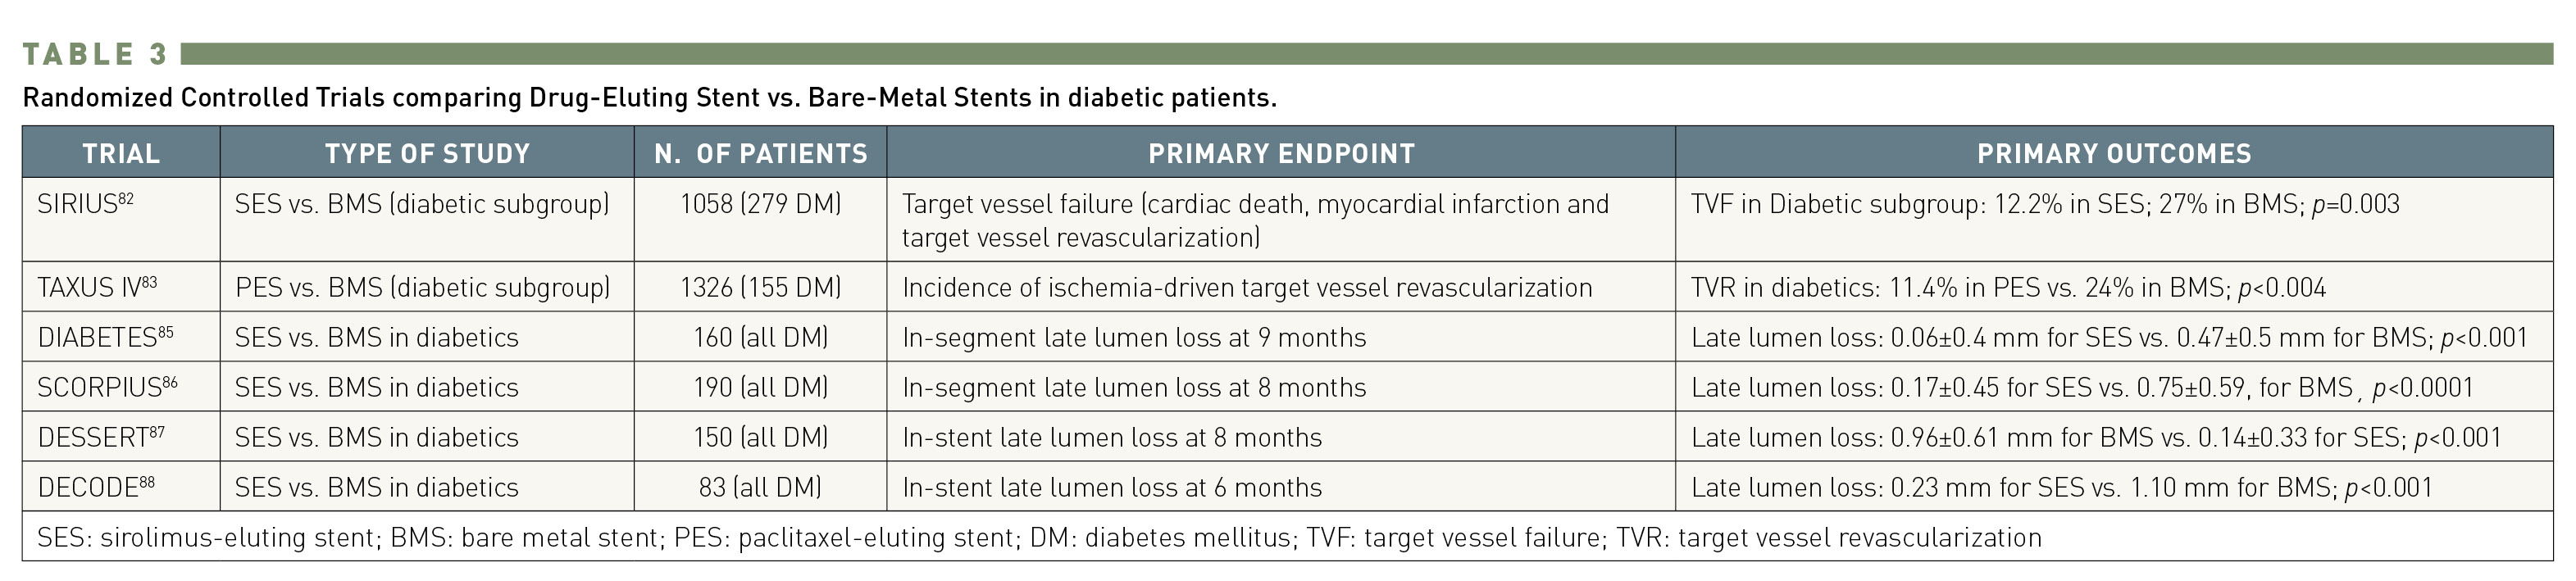 TABLE 3
Randomized Controlled Trials comparing Drug-Eluting Stent vs. Bare-Metal Stents in diabetic patients.
TRIAL TYPE OF STUDY N. OF PATIENTS PRIMARY ENDPOINT PRIMARY OUTCOMES
SIRIUS82 SES vs. BMS (diabetic subgroup) 1058 (279 DM) Target vessel failure (cardiac death, myocardial infarction and TVF in Diabetic subgroup: 12.2% in SES; 27% in BMS; p=0.003
target vessel revascularization)
TAXUS IV83 PES vs. BMS (diabetic subgroup) 1326 (155 DM) Incidence of ischemia-driven target vessel revascularization TVR in diabetics: 11.4% in PES vs. 24% in BMS; p<0.004
DIABETES85 SES vs. BMS in diabetics 160 (all DM) In-segment late lumen loss at 9 months Late lumen loss: 0.06±0.4 mm for SES vs. 0.47±0.5 mm for BMS; p<0.001
SCORPIUS86 SES vs. BMS in diabetics 190 (all DM) In-segment late lumen loss at 8 months Late lumen loss: 0.17±0.45 for SES vs. 0.75±0.59, for BMS, p<0.0001
DESSERT87 SES vs. BMS in diabetics 150 (all DM) In-stent late lumen loss at 8 months Late lumen loss: 0.96±0.61 mm for BMS vs. 0.14±0.33 for SES; p<0.001
DECODE88 SES vs. BMS in diabetics 83 (all DM) In-stent late lumen loss at 6 months Late lumen loss: 0.23 mm for SES vs. 1.10 mm for BMS; p<0.001
SES: sirolimus-eluting stent; BMS: bare metal stent; PES: paclitaxel-eluting stent; DM: diabetes mellitus; TVF: target vessel failure; TVR: target vessel revascularization